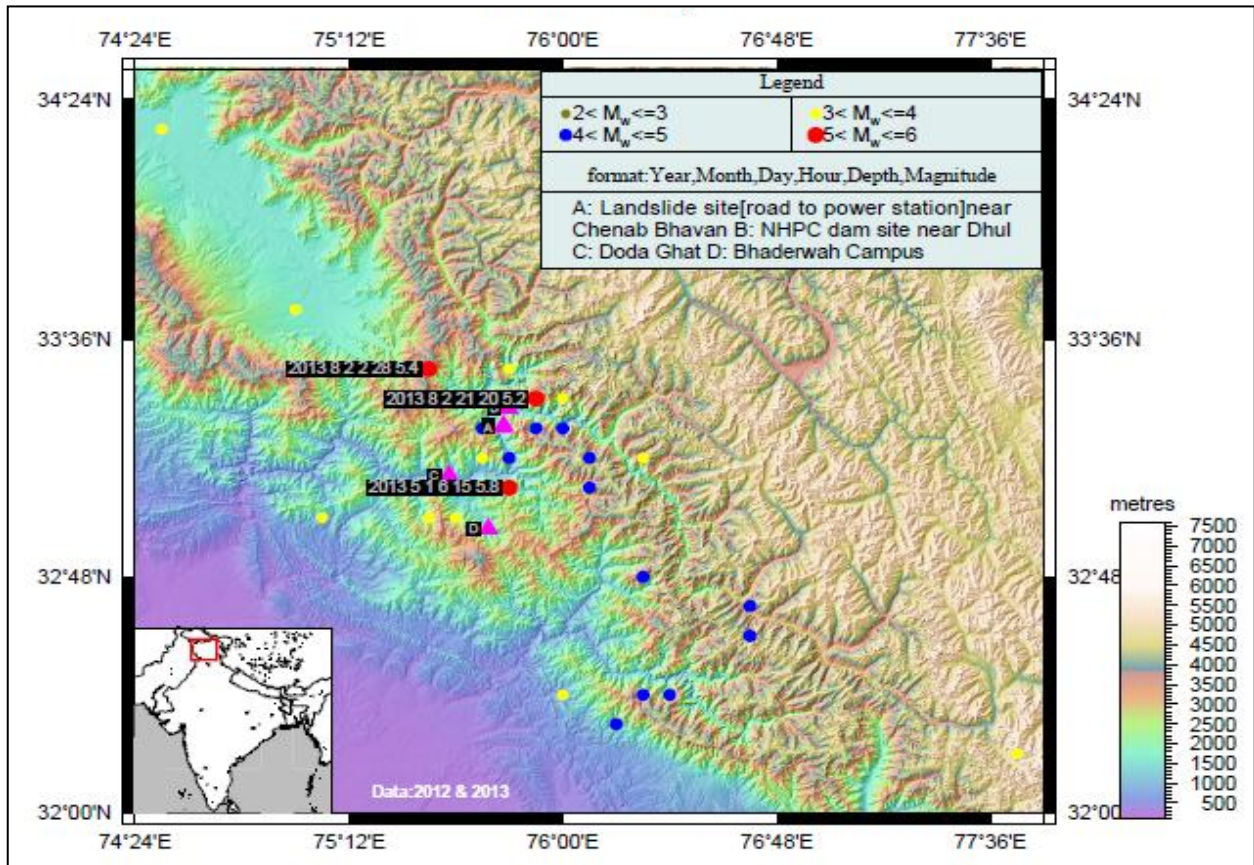 74°24'E 75°12'E 76°00'E 76°48'E 77°36'E
34°24'N 34°24'N
Legend
2< Mw<=3 3< Mw<=4
4< Mw<=5 5< Mw<=6
format:Year,Month,Day,Hour,Depth,Magnitude
A: Landslide site[road to power station]near
Chenab Bhavan B: NHPC dam site near Dhul
C: Doda Ghat D: Bhaderwah Campus
33°36'N 33°36'N
2013 8 2 2 28 5.4
2013 8 2 21 20 5.2
A
C
2013 5 1 6 15 5.8
D
metres
7500
7000
6500
6000
5500
5000
4500
4000
3500
3000
2500
2000
1500
1000
500
32°48'N 32°48'
Data:2012 & 2013
32°00'N 32°00
74°24'E 75°12'E 76°00'E 76°48'E 77°36'E